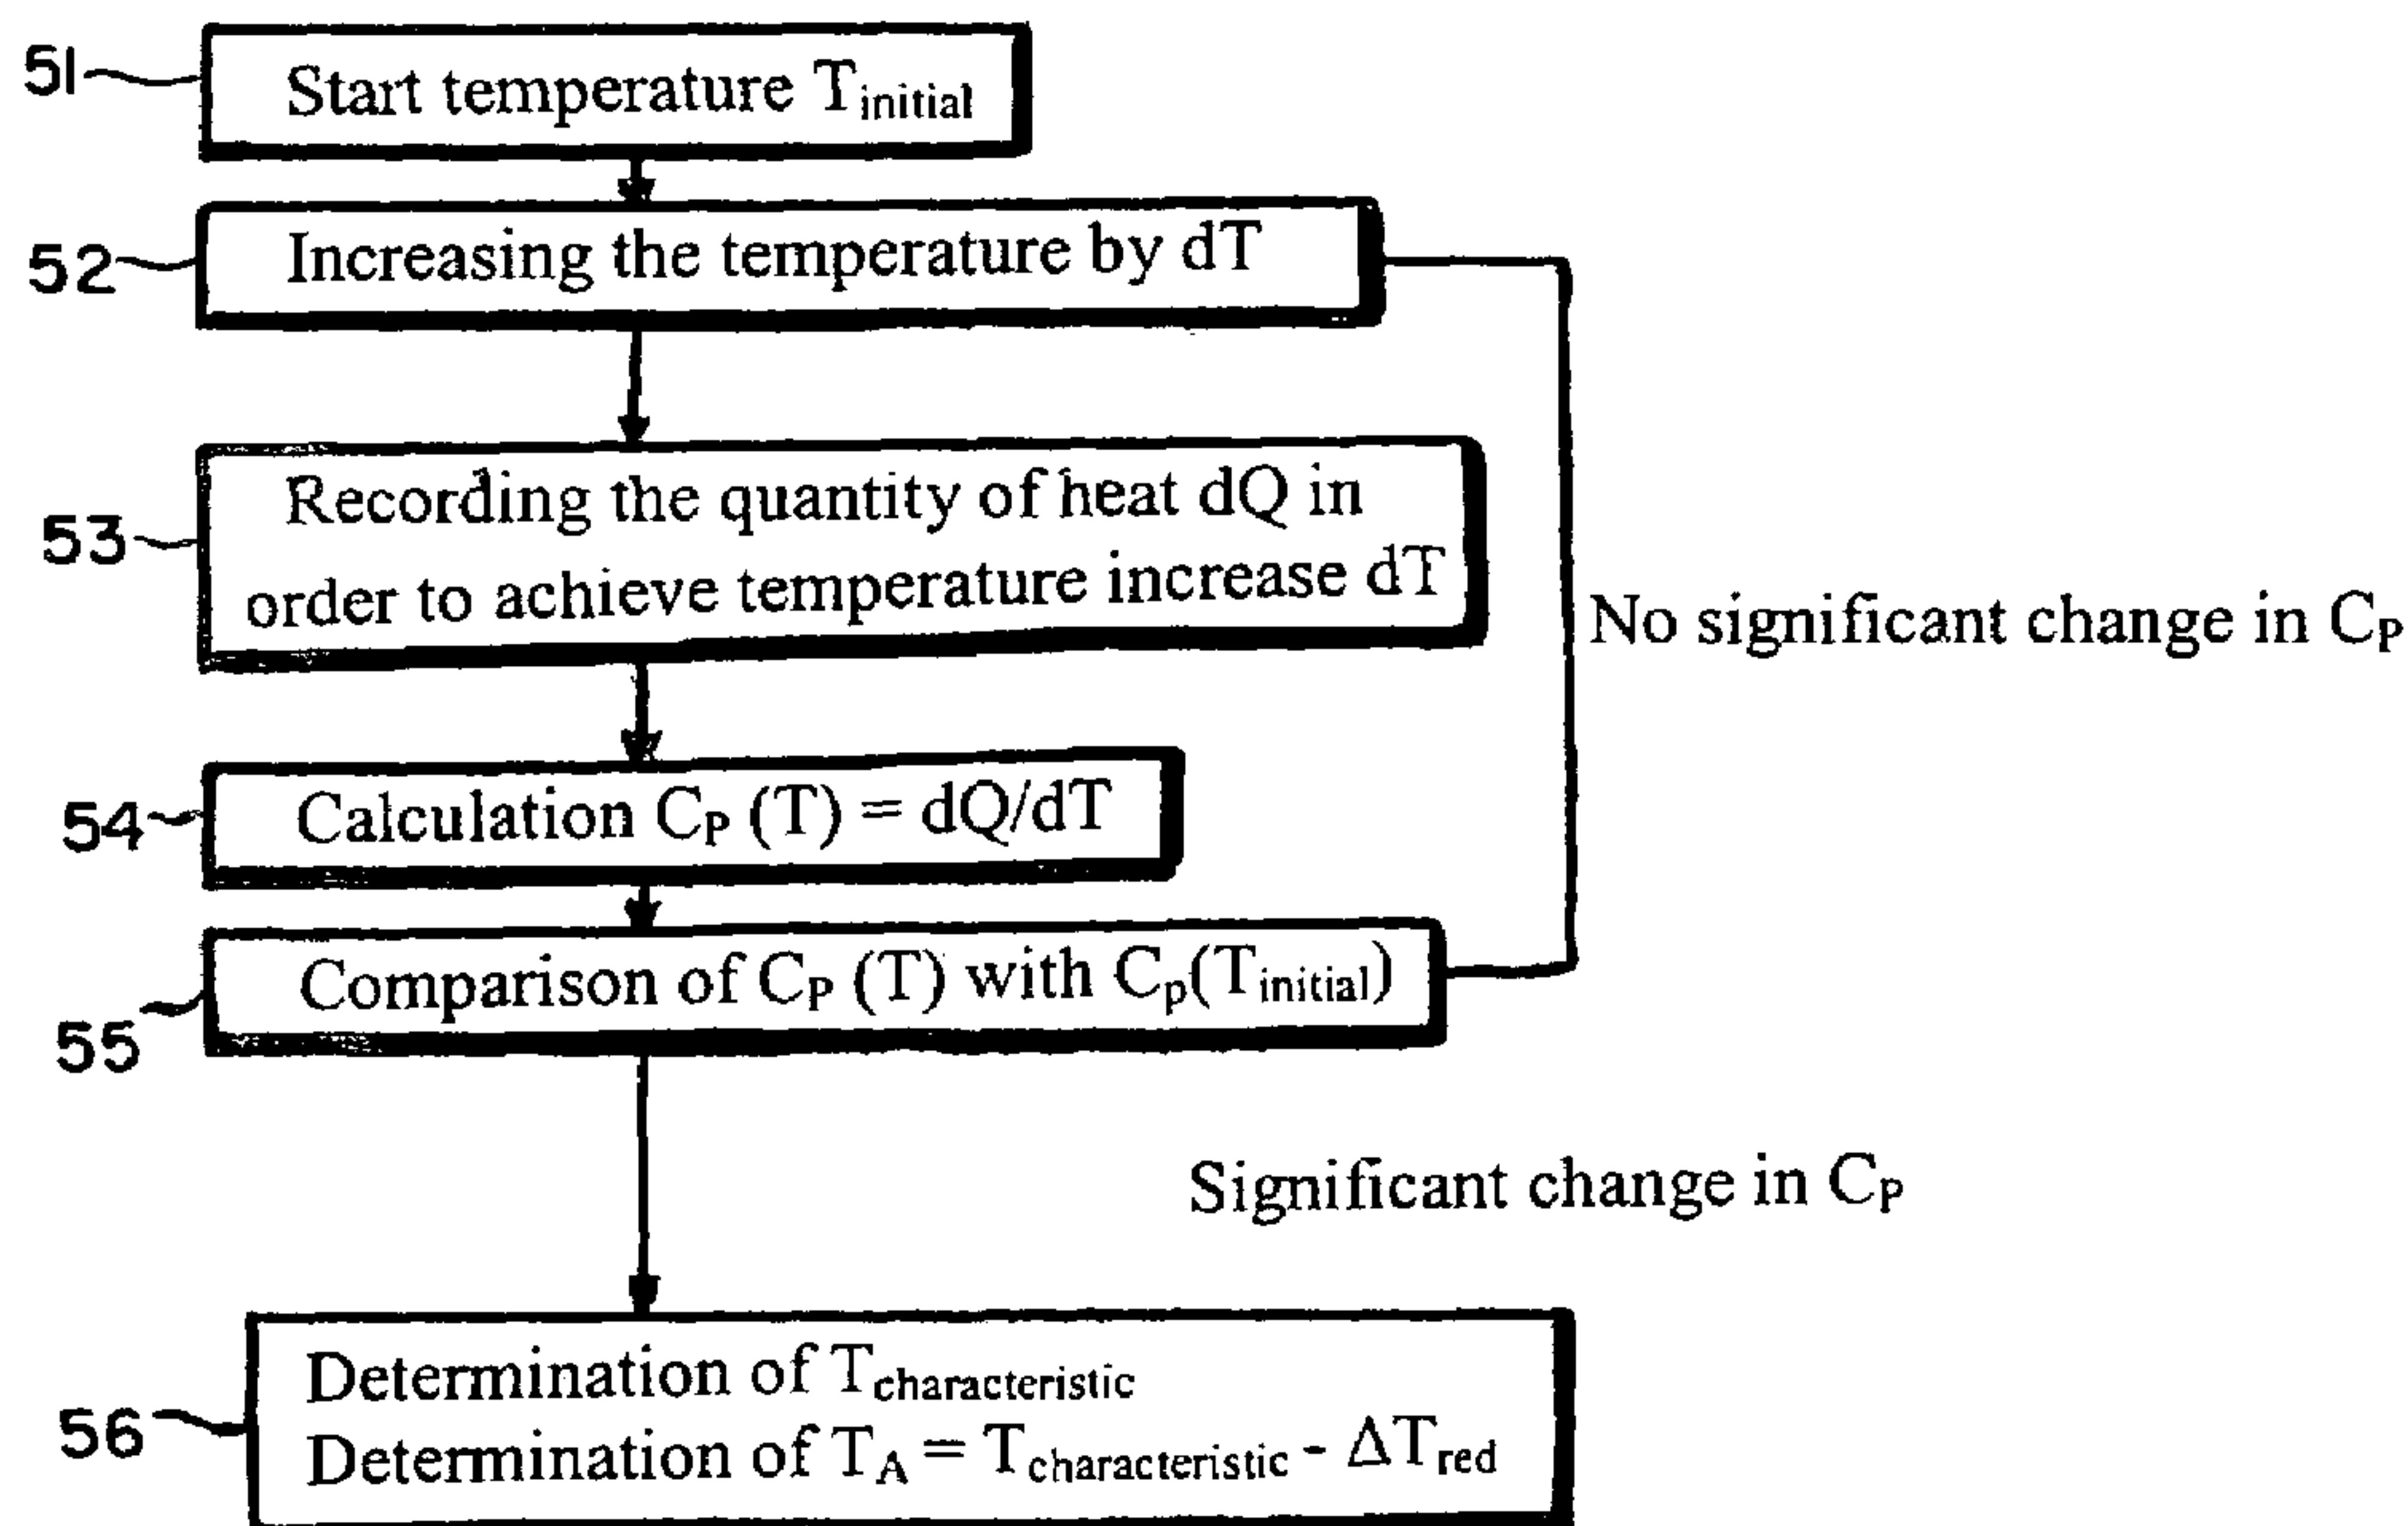 51 Start temperature T_initial
52 Increasing the temperature by dT
53 Recording the quantity of heat dQ in
order to achieve temperature increase dT
No significant change in C_P
54 Calculation C_P (T) = dQ/dT
55 Comparison of C_P (T) with C_p(T_initial)
Significant change in C_P
56 Determination of T_characteristic
Determination of T_A = T_characteristic - ΔT_red